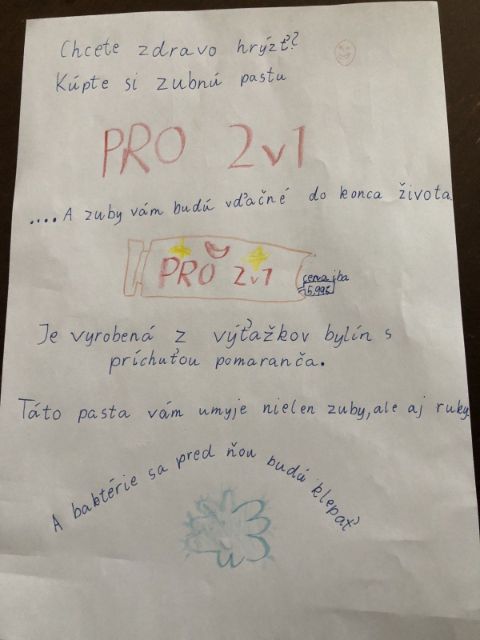 Chcete zdravo hrýzť?
Kúpte si zubnú pastu
PRO 2v1
....A zuby vám budú vďačné do konca života.
PRO 2v1
cena iba
5,99€
Je vyrobená z výťažkov bylín s
príchuťou pomaranča.
Táto pasta vám umyje nielen zuby, ale aj ruky.
A baktérie sa pred ňou budú klepať